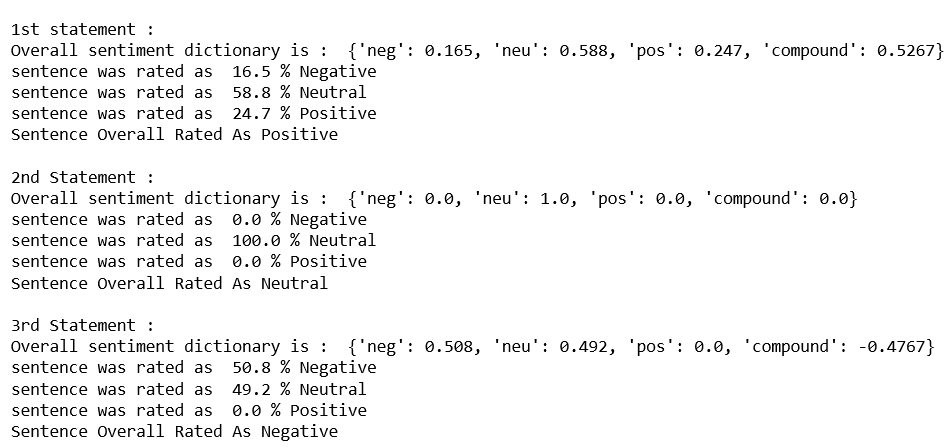 1st statement :
Overall sentiment dictionary is :  {'neg': 0.165, 'neu': 0.588, 'pos': 0.247, 'compound': 0.5267}
sentence was rated as  16.5 % Negative
sentence was rated as  58.8 % Neutral
sentence was rated as  24.7 % Positive
Sentence Overall Rated As Positive

2nd Statement :
Overall sentiment dictionary is :  {'neg': 0.0, 'neu': 1.0, 'pos': 0.0, 'compound': 0.0}
sentence was rated as  0.0 % Negative
sentence was rated as  100.0 % Neutral
sentence was rated as  0.0 % Positive
Sentence Overall Rated As Neutral

3rd Statement :
Overall sentiment dictionary is :  {'neg': 0.508, 'neu': 0.492, 'pos': 0.0, 'compound': -0.4767}
sentence was rated as  50.8 % Negative
sentence was rated as  49.2 % Neutral
sentence was rated as  0.0 % Positive
Sentence Overall Rated As Negative